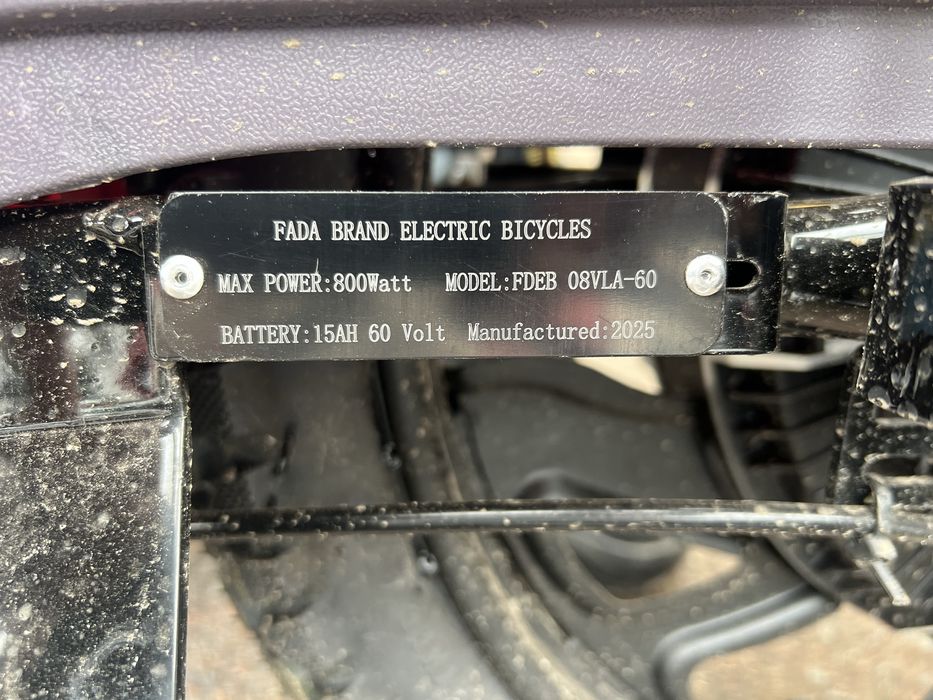 FADA BRAND ELECTRIC BICYCLES
MAX POWER:800Watt MODEL:FDEB 08VLA-60
BATTERY:15AH 60 Volt Manufactured:2025